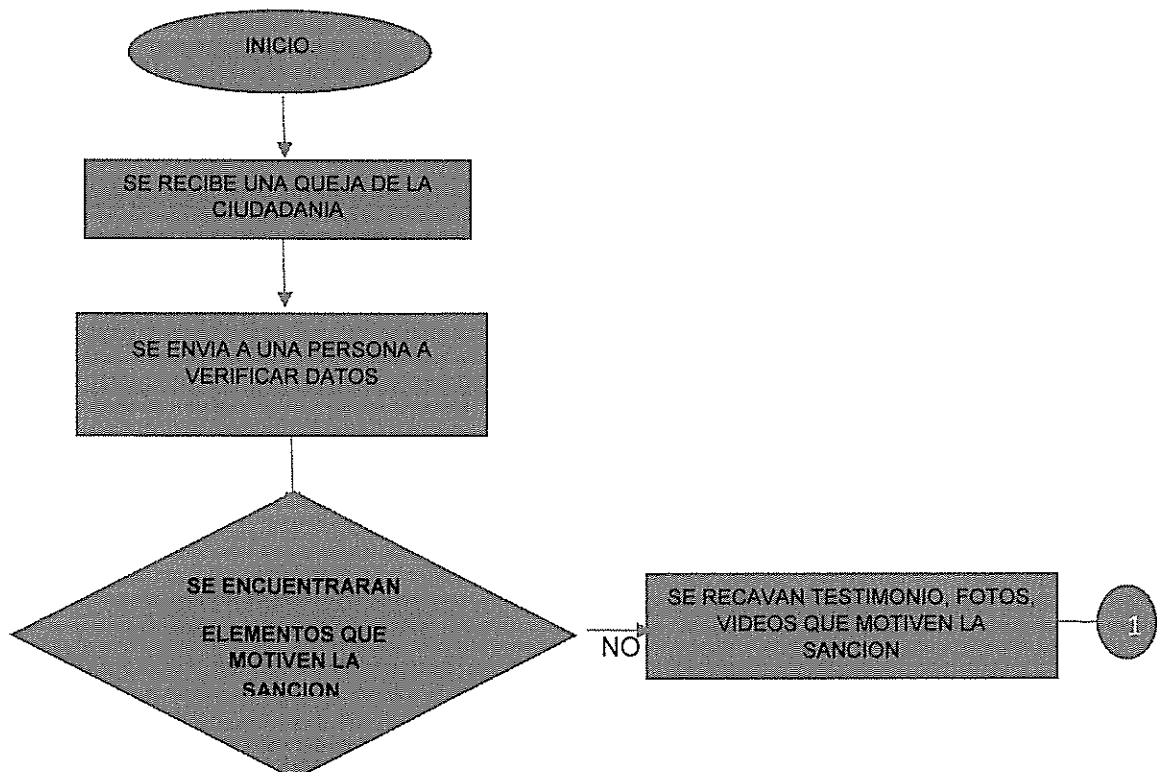 INICIO.
SE RECIBE UNA QUEJA DE LA
CIUDADANIA
SE ENVIA A UNA PERSONA A
VERIFICAR DATOS
SE ENCUENTRARAN
ELEMENTOS QUE
MOTIVEN LA
SANCION
NO
SE RECAVAN TESTIMONIO, FOTOS,
VIDEOS QUE MOTIVEN LA
SANCION
1